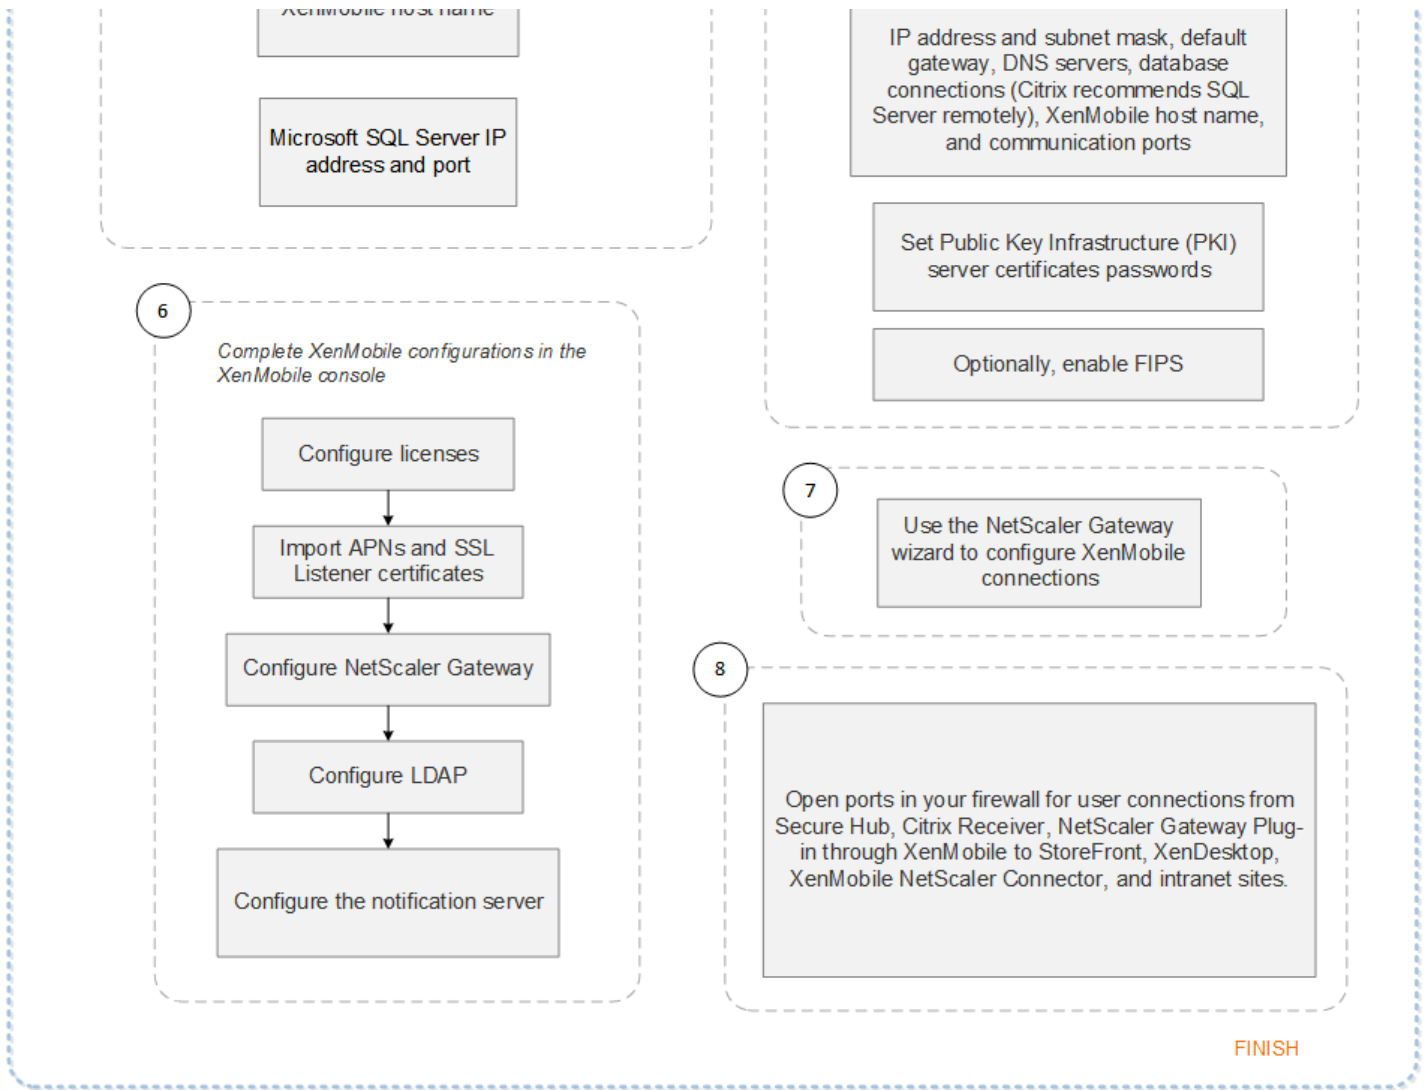 XenMobile host name
Microsoft SQL Server IP
address and port
IP address and subnet mask, default
gateway, DNS servers, database
connections (Citrix recommends SQL
Server remotely), XenMobile host name,
and communication ports
Set Public Key Infrastructure (PKI)
server certificates passwords
Optionally, enable FIPS
6
Complete XenMobile configurations in the
XenMobile console
Configure licenses
Import APNs and SSL
Listener certificates
Configure NetScaler Gateway
Configure LDAP
Configure the notification server
7
Use the NetScaler Gateway
wizard to configure XenMobile
connections
8
Open ports in your firewall for user connections from
Secure Hub, Citrix Receiver, NetScaler Gateway Plug-
in through XenMobile to StoreFront, XenDesktop,
XenMobile NetScaler Connector, and intranet sites.
FINISH